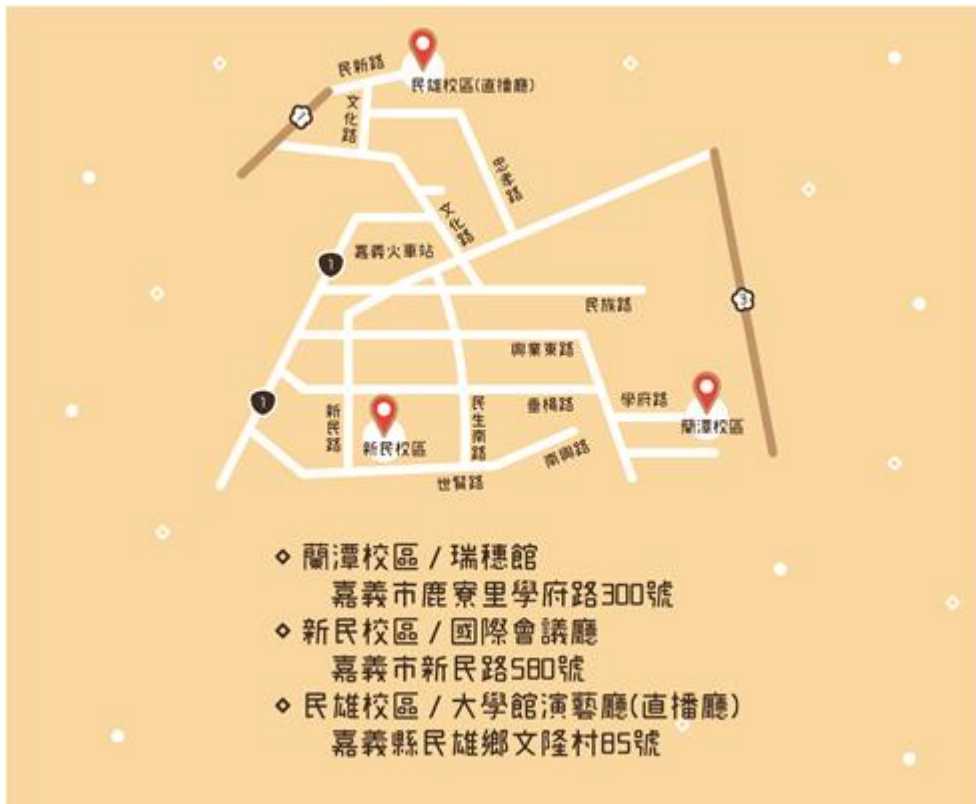 民新路
民雄校區(直播廳)
1
文化路
忠孝路
文化路
嘉義火車站
1
3
民族路
興業東路
1
學府路
垂楊路
蘭潭校區
新民路
民生南路
新民校區
南興路
世賢路
蘭潭校區 / 瑞穗館
嘉義市鹿寮里學府路300號
新民校區 / 國際會議廳
嘉義市新民路580號
民雄校區 / 大學館演藝廳(直播廳)
嘉義縣民雄鄉文隆村85號